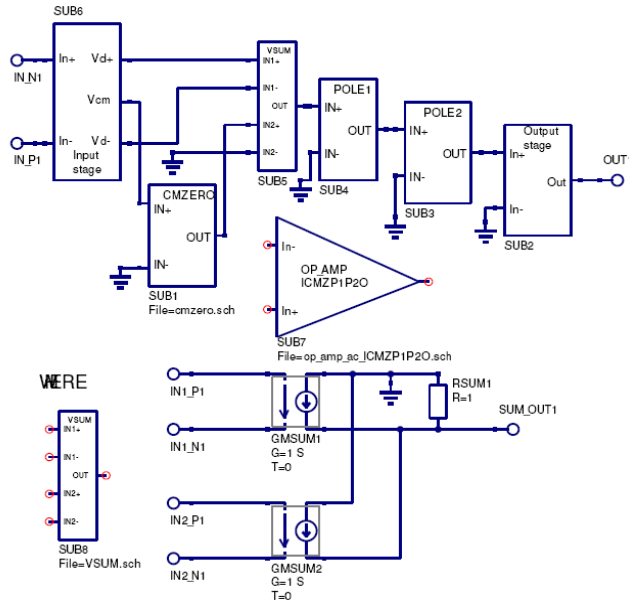 SUB6
In+
Vd+
IN_N1
Vcm
In-
Vd-
IN_P1
Input
stage
VSUM
IN1+
IN1-
OUT
IN2+
IN2-
SUB5
POLE1
IN+
OUT
IN-
SUB4
POLE2
IN+
OUT
IN-
SUB3
Output
stage
In+
Out
In-
SUB2
OUT1
CMZERO
IN+
OUT
IN-
SUB1
File=cmzero.sch
In-
OP_AMP
ICMZP1P2O
In+
SUB7
File=op_amp_ac_ICMZP1P2O.sch
VSUM
IN1+
IN1-
OUT
IN2+
IN2-
SUB8
File=VSUM.sch
IN1_P1
IN1_N1
GMSUM1
G=1 S
T=0
RSUM1
R=1
SUM_OUT1
IN2_P1
IN2_N1
GMSUM2
G=1 S
T=0